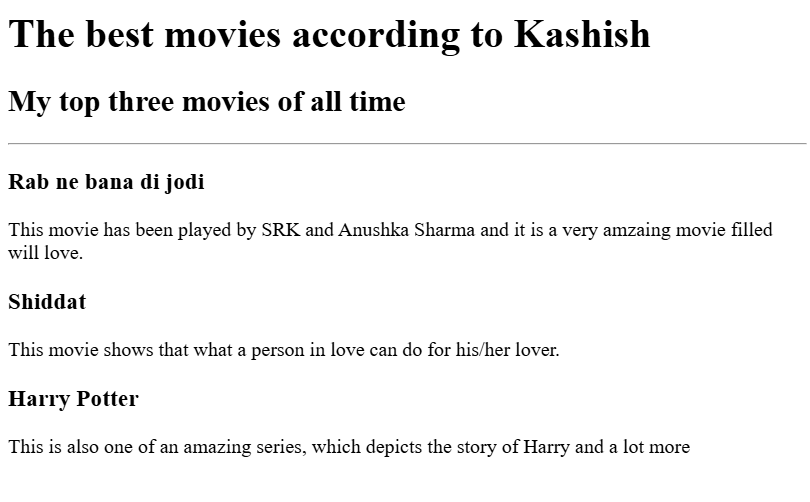 The best movies according to Kashish
My top three movies of all time
Rab ne bana di jodi
This movie has been played by SRK and Anushka Sharma and it is a very amzaing movie filled
will love.
Shiddat
This movie shows that what a person in love can do for his/her lover.
Harry Potter
This is also one of an amazing series, which depicts the story of Harry and a lot more